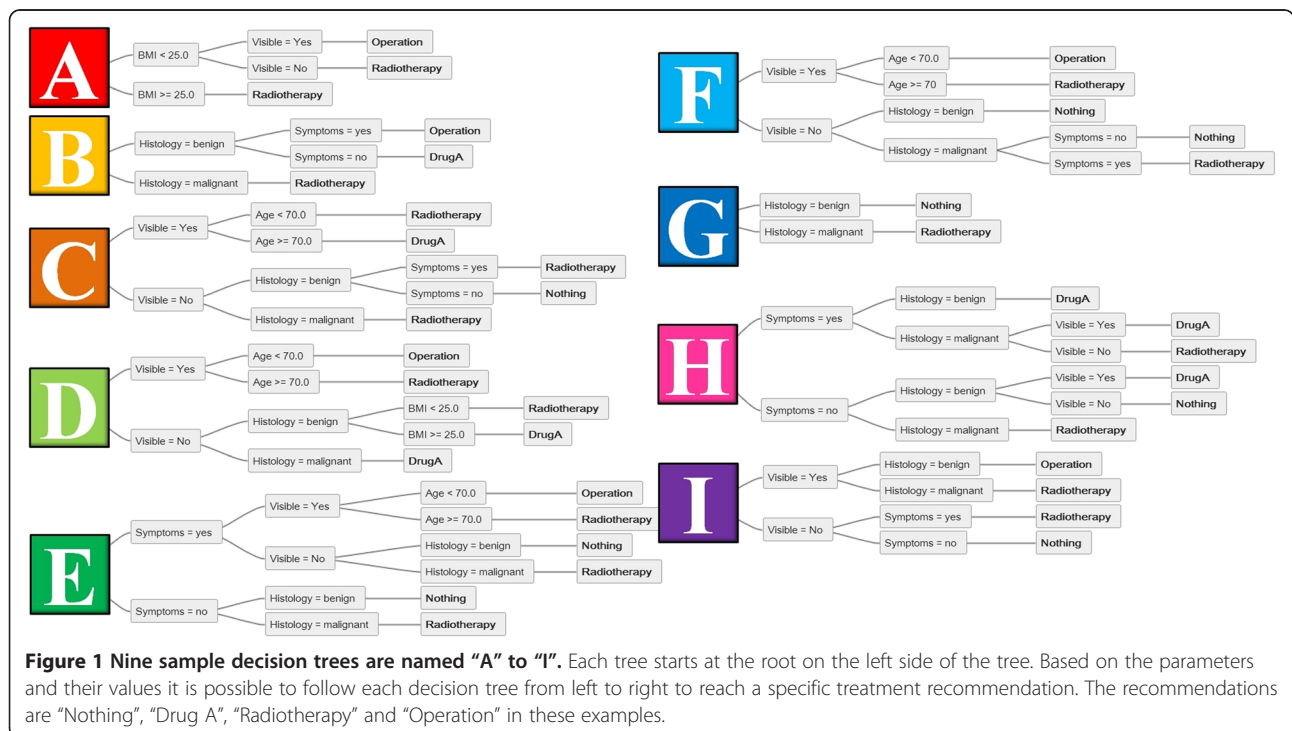 A
BMI < 25.0
Visible = Yes
Operation
Visible = No
Radiotherapy
BMI >= 25.0
Radiotherapy
B
Histology = benign
Symptoms = yes
Operation
Symptoms = no
DrugA
Histology = malignant
Radiotherapy
C
Visible = Yes
Age < 70.0
Radiotherapy
Age >= 70.0
DrugA
Visible = No
Histology = benign
Symptoms = yes
Radiotherapy
Symptoms = no
Nothing
Histology = malignant
Radiotherapy
D
Visible = Yes
Age < 70.0
Operation
Age >= 70.0
Radiotherapy
Visible = No
Histology = benign
BMI < 25.0
Radiotherapy
BMI >= 25.0
DrugA
Histology = malignant
DrugA
E
Symptoms = yes
Visible = Yes
Age < 70.0
Operation
Age >= 70.0
Radiotherapy
Visible = No
Histology = benign
Nothing
Histology = malignant
Radiotherapy
Symptoms = no
Histology = benign
Nothing
Histology = malignant
Radiotherapy
F
Visible = Yes
Age < 70.0
Operation
Age >= 70
Radiotherapy
Visible = No
Histology = benign
Nothing
Histology = malignant
Symptoms = no
Nothing
Symptoms = yes
Radiotherapy
G
Histology = benign
Nothing
Histology = malignant
Radiotherapy
H
Symptoms = yes
Histology = benign
DrugA
Histology = malignant
Visible = Yes
DrugA
Visible = No
Radiotherapy
Symptoms = no
Histology = benign
Visible = Yes
DrugA
Visible = No
Nothing
Histology = malignant
Radiotherapy
I
Visible = Yes
Histology = benign
Operation
Histology = malignant
Radiotherapy
Visible = No
Symptoms = yes
Radiotherapy
Symptoms = no
Nothing
Figure 1 Nine sample decision trees are named “A” to “I”. Each tree starts at the root on the left side of the tree. Based on the parameters
and their values it is possible to follow each decision tree from left to right to reach a specific treatment recommendation. The recommendations
are “Nothing”, “Drug A”, “Radiotherapy” and “Operation” in these examples.